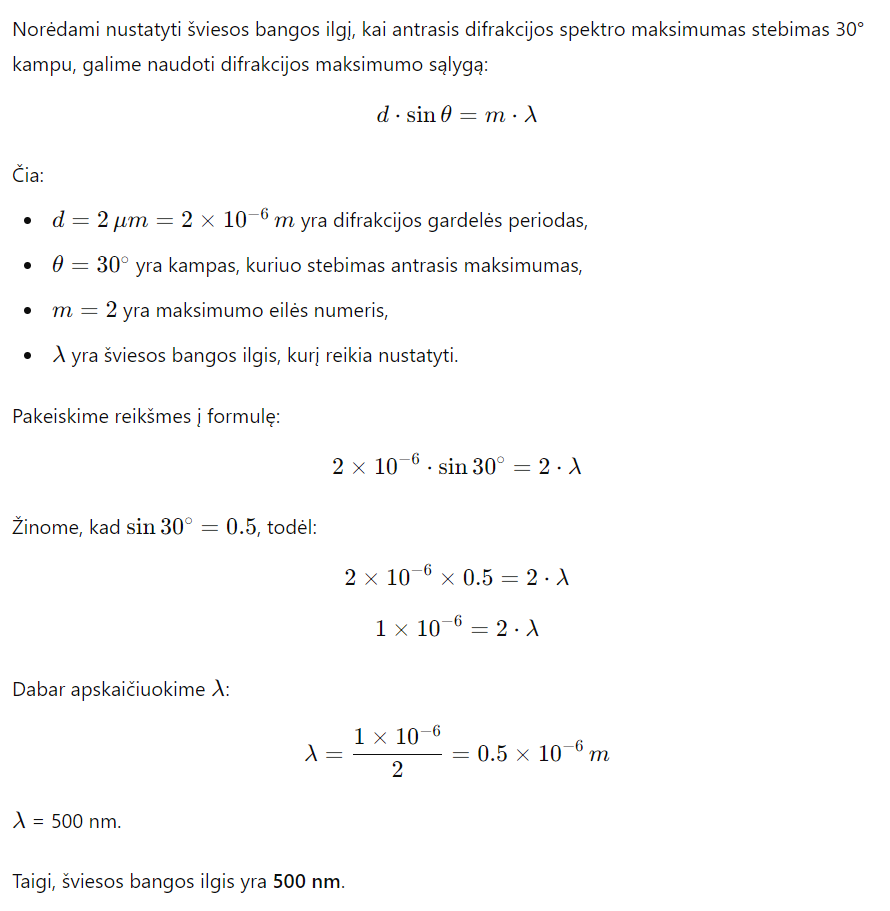 Norėdami nustatyti šviesos bangos ilgį, kai antrasis difrakcijos spektro maksimumas stebimas 30°
kampu, galime naudoti difrakcijos maksimumo sąlygą:
d · sin θ = m · λ
Čia:
• d = 2 μm = 2 × 10⁻⁶ m yra difrakcijos gardelės periodas,
• θ = 30° yra kampas, kuriuo stebimas antrasis maksimumas,
• m = 2 yra maksimumo eilės numeris,
• λ yra šviesos bangos ilgis, kurį reikia nustatyti.
Pakeiskime reikšmes į formulę:
2 × 10⁻⁶ · sin 30° = 2 · λ
Žinome, kad sin 30° = 0.5, todėl:
2 × 10⁻⁶ × 0.5 = 2 · λ
1 × 10⁻⁶ = 2 · λ
Dabar apskaičiuokime λ:
λ = (1 × 10⁻⁶)/2 = 0.5 × 10⁻⁶ m
λ = 500 nm.
Taigi, šviesos bangos ilgis yra 500 nm.